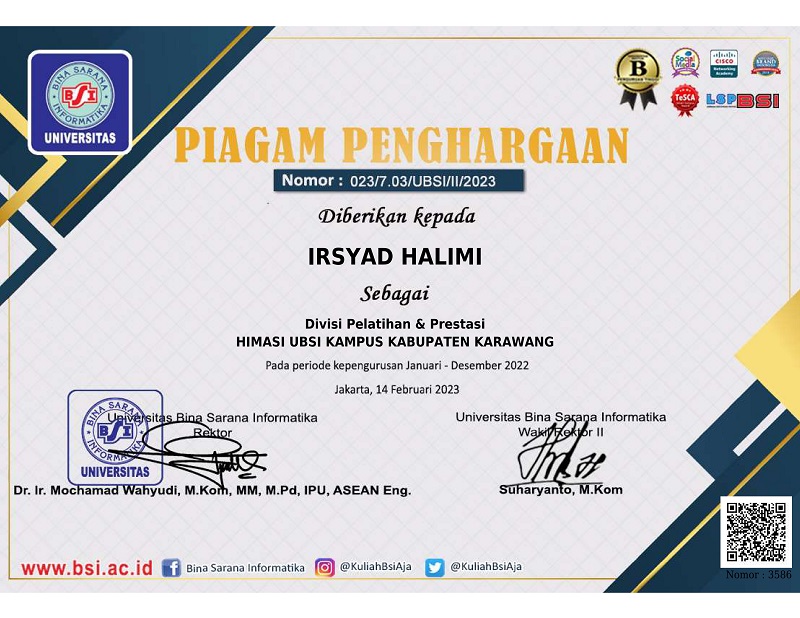 BINA SARANA
BSI
INFORMATIKA
UNIVERSITAS
B
Social
Media
CISCO
Networking
Academy
BRAND
TeSCA
LSP BSI
PIAGAM PENGHARGAAN
Nomor : 023/7.03/UBSI/II/2023
Diberikan kepada
IRSYAD HALIMI
Sebagai
Divisi Pelatihan & Prestasi
HIMASI UBSI KAMPUS KABUPATEN KARAWANG
Pada periode kepengurusan Januari - Desember 2022
Jakarta, 14 Februari 2023
Universitas Bina Sarana Informatika
Rektor
BINA SARANA
BSI
INFORMATIKA
UNIVERSITAS
Dr. Ir. Mochamad Wahyudi, M.Kom, MM, M.Pd, IPU, ASEAN Eng.
Universitas Bina Sarana Informatika
Wakil Rektor II
Suharyanto, M.Kom
www.bsi.ac.id
Bina Sarana Informatika
@KuliahBsiAja
@KuliahBsiAja
Nomor : 3586